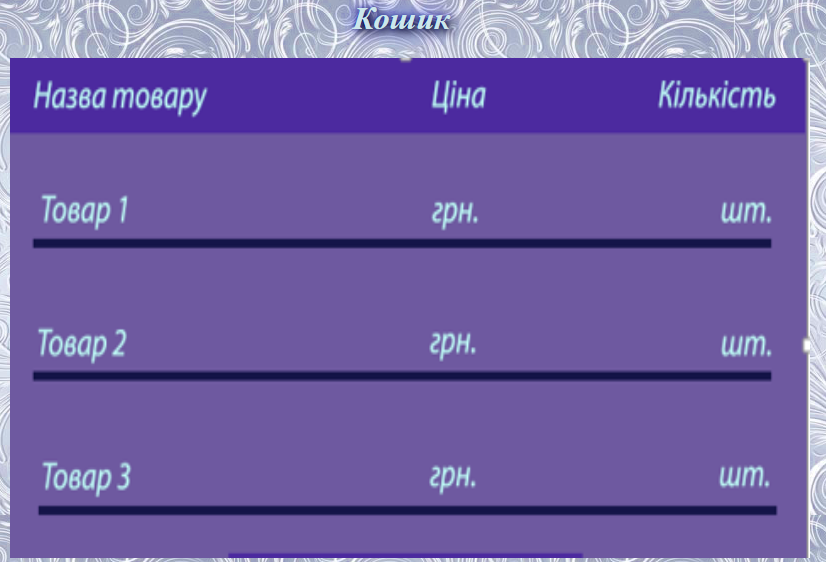 Кошик
Назва товару Ціна Кількість
Товар 1 грн. шт.
Товар 2 грн. шт.
Товар 3 грн. шт.